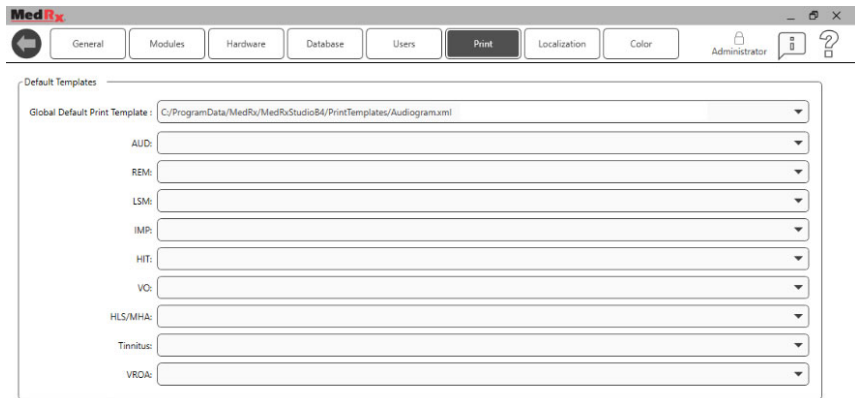 MedRx
General Modules Hardware Database Users Print Localization Color Administrator
Default Templates
Global Default Print Template : C:/ProgramData/MedRx/MedRxStudioB4/PrintTemplates/Audiogram.xml
AUD:
REM:
LSM:
IMP:
HIT:
VO:
HLS/MHA:
Tinnitus:
VROA: